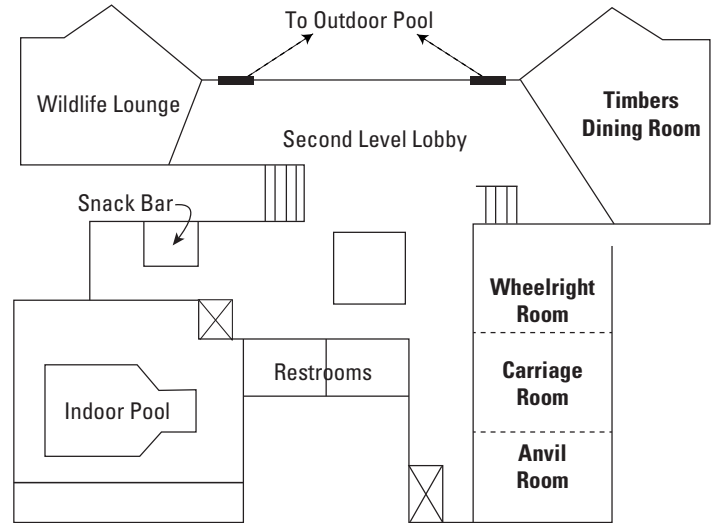 To Outdoor Pool
Wildlife Lounge
Timbers
Dining Room
Second Level Lobby
Snack Bar
Wheelright
Room
Restrooms
Carriage
Room
Indoor Pool
Anvil
Room